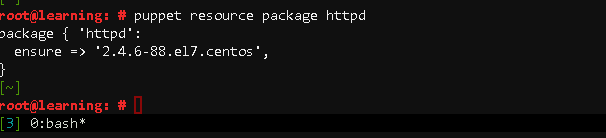 root@learning: # puppet resource package httpd
package { 'httpd':
  ensure => '2.4.6-88.el7.centos',
}
[~]
root@learning: #
[3] 0:bash*